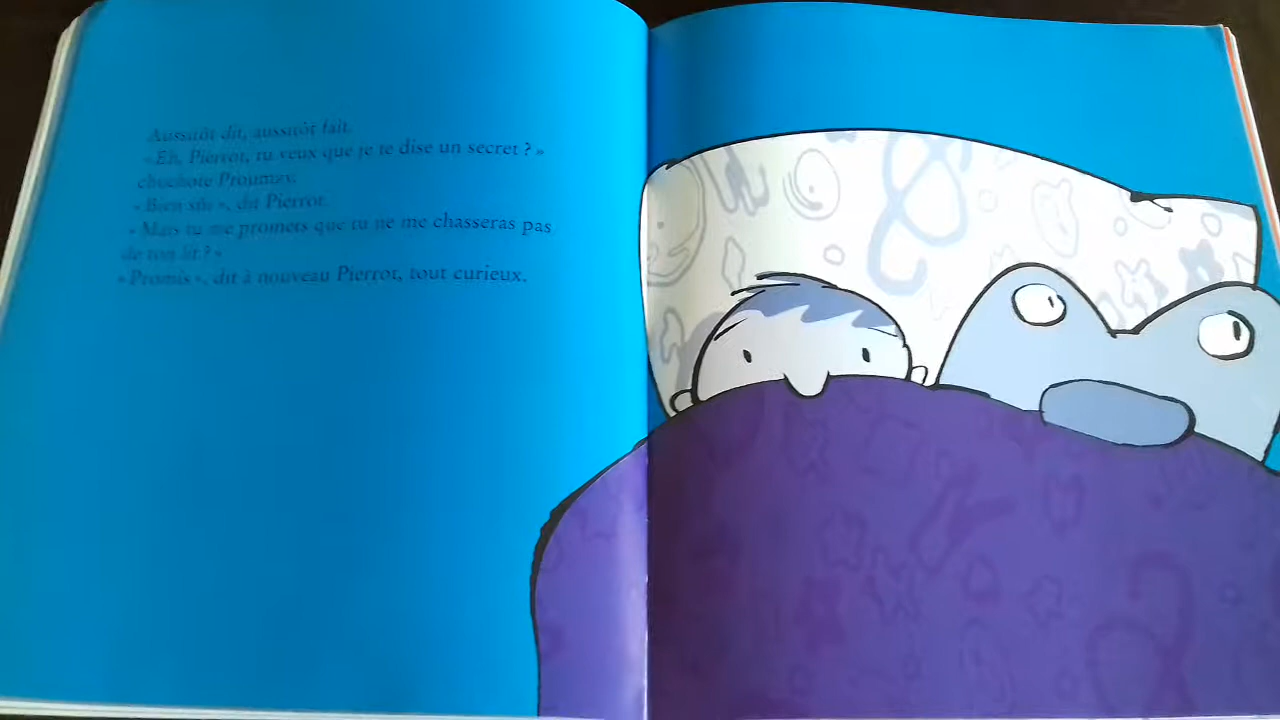 Aussitôt dit, aussitôt fait.
« Eh, Pierrot, tu veux que je te dise un secret ? »
chuchote Proumzy.
« Bien sûr », dit Pierrot.
« Mais tu me promets que tu ne me chasseras pas
de ton lit ? »
« Promis », dit à nouveau Pierrot, tout curieux.